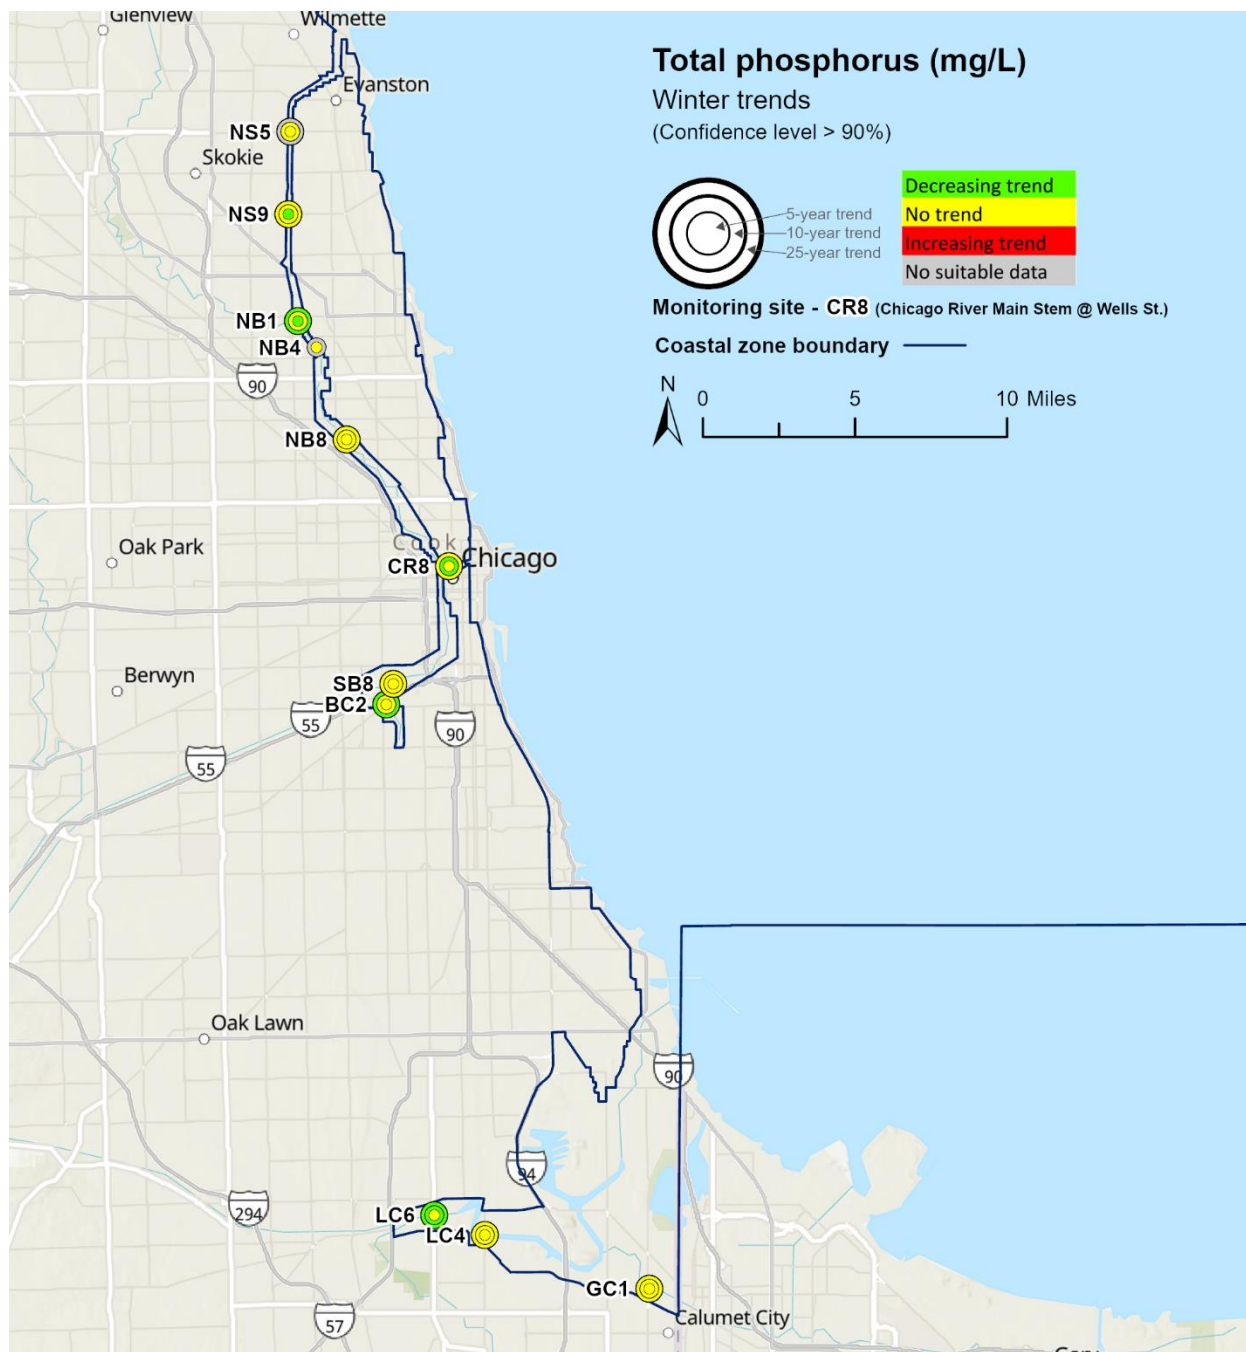 Glenview
Wilmette
Evanston
NS5
Skokie
NS9
NB1
NB4
90
NB8
Oak Park
Cook
Chicago
CR8
Berwyn
SB8
BC2
55
90
55
Oak Lawn
90
94
LC6
294
LC4
GC1
57
Calumet City
Gary
Total phosphorus (mg/L)
Winter trends
(Confidence level > 90%)
5-year trend
10-year trend
25-year trend
Decreasing trend
No trend
Increasing trend
No suitable data
Monitoring site - CR8 (Chicago River Main Stem @ Wells St.)
Coastal zone boundary
N
0 5 10 Miles